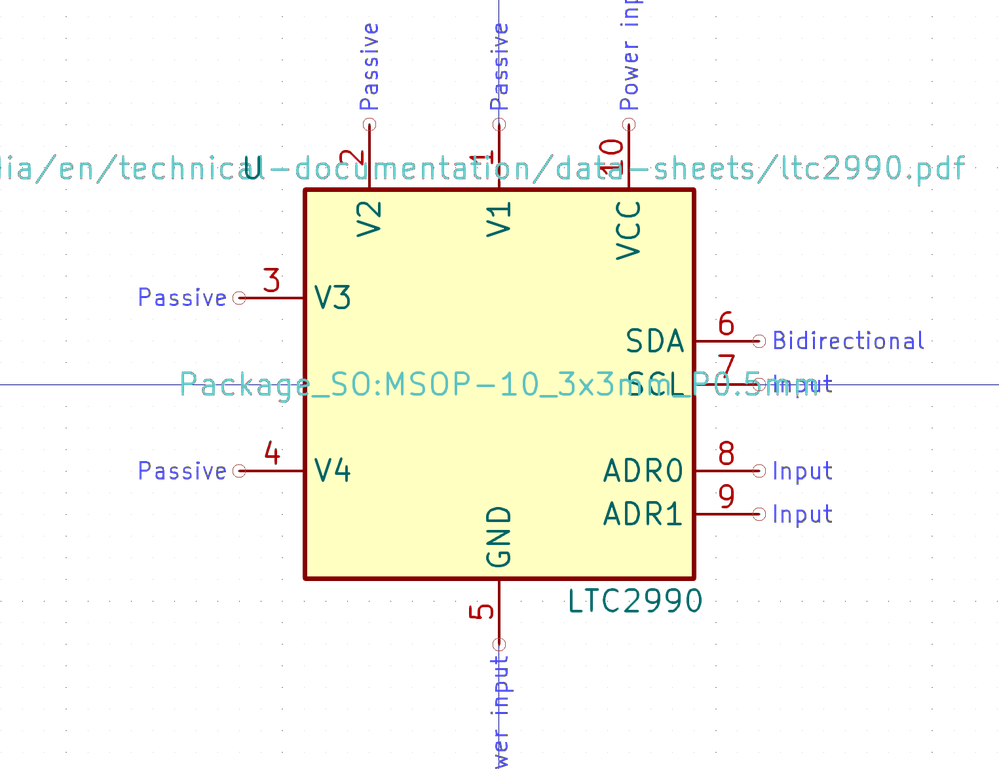 Passive
Passive
Power inp
2
1
10
U
dia/en/technical-documentation/data-sheets/ltc2990.pdf
V2
V1
VCC
Passive
3
V3
SDA
6
Bidirectional
Package_SO:MSOP-10_3x3mm_P0.5mm
SCL
7
Input
Passive
4
V4
ADR0
8
Input
ADR1
9
Input
GND
5
LTC2990
wer input